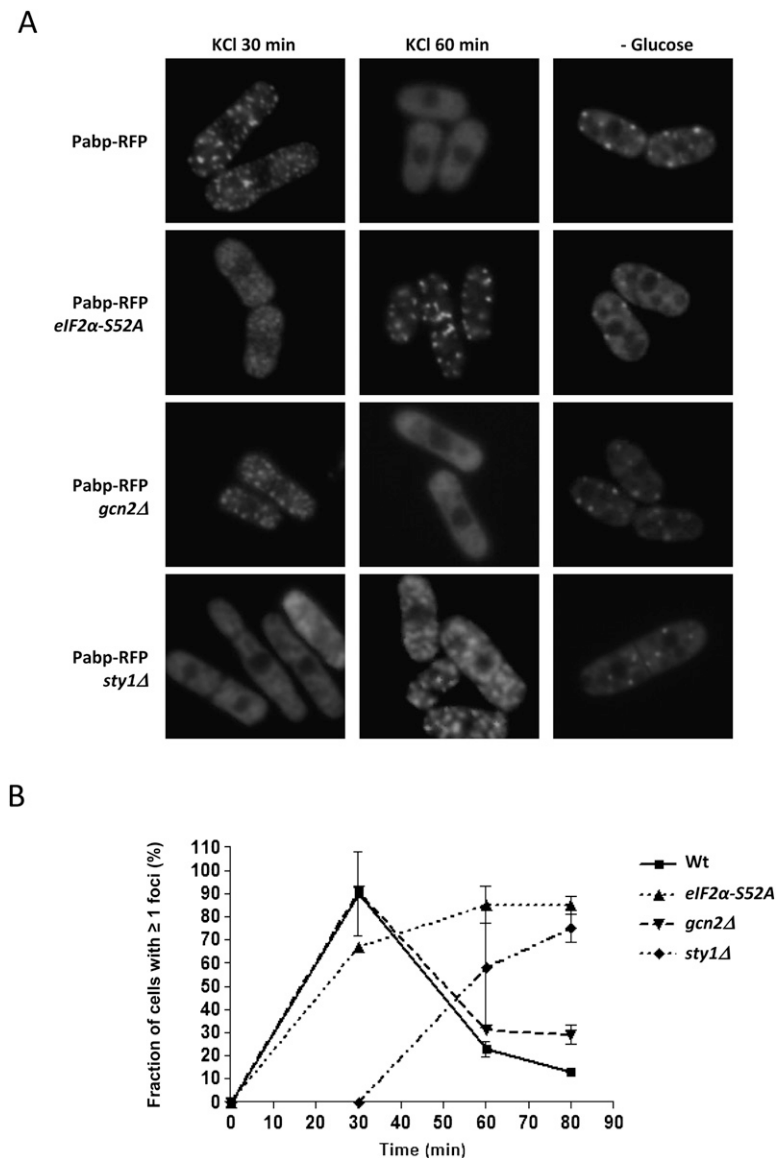 A
KCl 30 min KCl 60 min - Glucose
Pabp-RFP
Pabp-RFP
eIF2α-S52A
Pabp-RFP
gcn2Δ
Pabp-RFP
sty1Δ
B
Fraction of cells with ≥ 1 foci (%)
110
100
90
80
70
60
50
40
30
20
10
0
0 10 20 30 40 50 60 70 80 90
Time (min)
Wt
eIF2α-S52A
gcn2Δ
sty1Δ